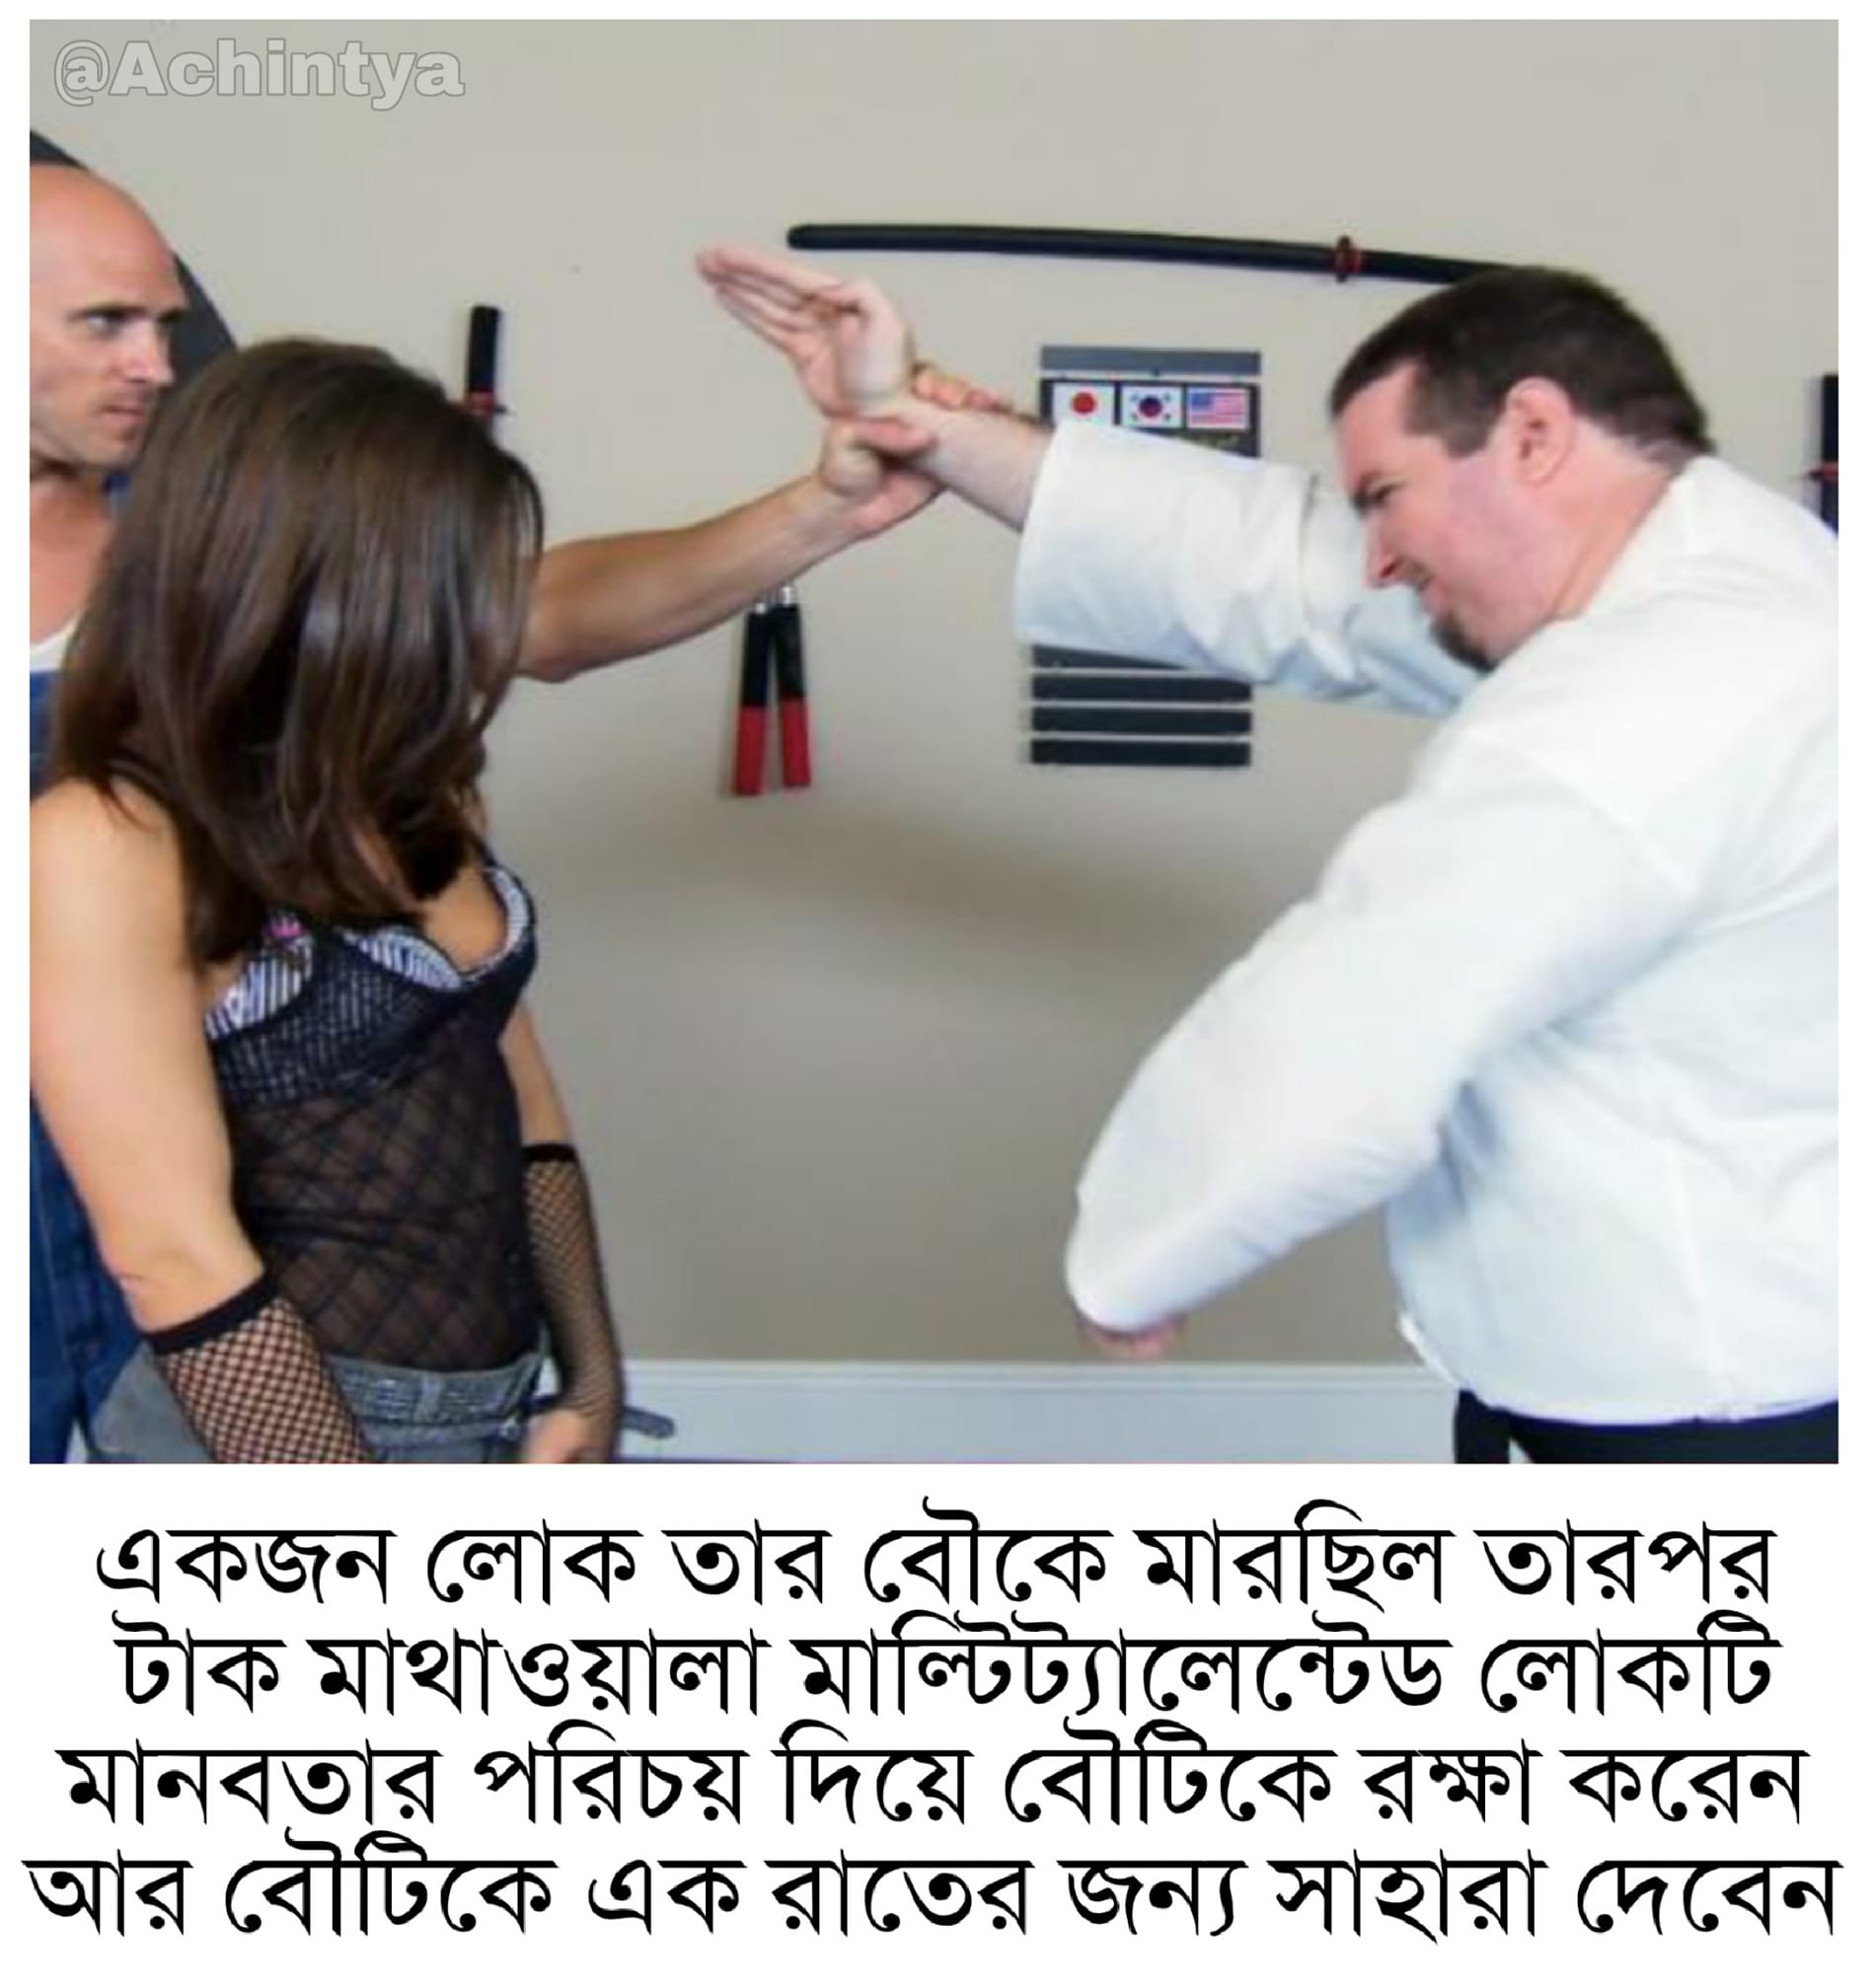 @Achintya
একজন লোক তার বৌকে মারছিল তারপর
টাক মাথাওয়ালা মাল্টিট্যালেন্টেড লোকটি
মানবতার পরিচয় দিয়ে বৌটিকে রক্ষা করেন
আর বৌটিকে এক রাতের জন্য সাহারা দেবেন